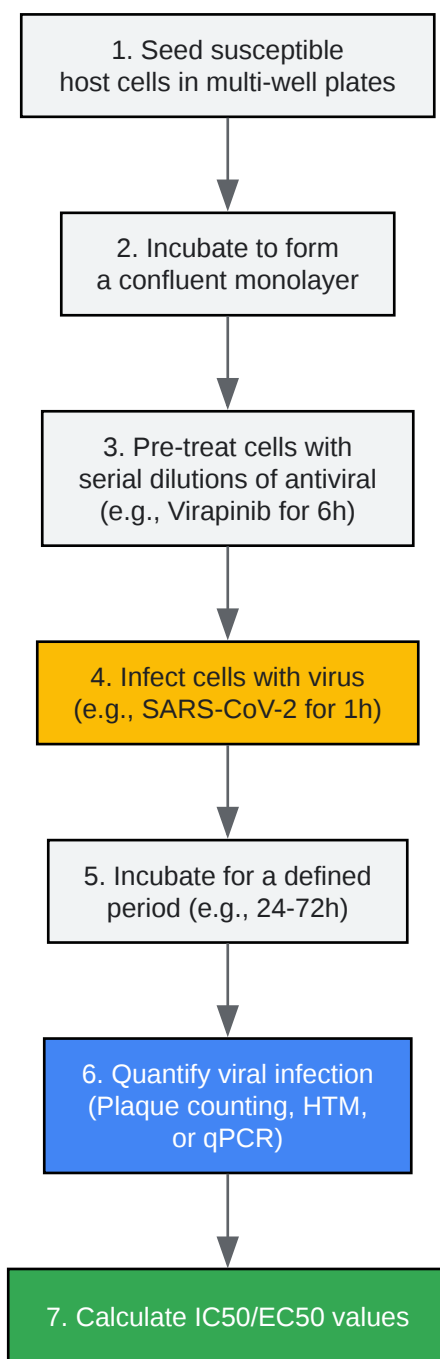 1. Seed susceptible
host cells in multi-well plates
2. Incubate to form
a confluent monolayer
3. Pre-treat cells with
serial dilutions of antiviral
(e.g., Virapinib for 6h)
4. Infect cells with virus
(e.g., SARS-CoV-2 for 1h)
5. Incubate for a defined
period (e.g., 24-72h)
6. Quantify viral infection
(Plaque counting, HTM,
or qPCR)
7. Calculate IC50/EC50 values